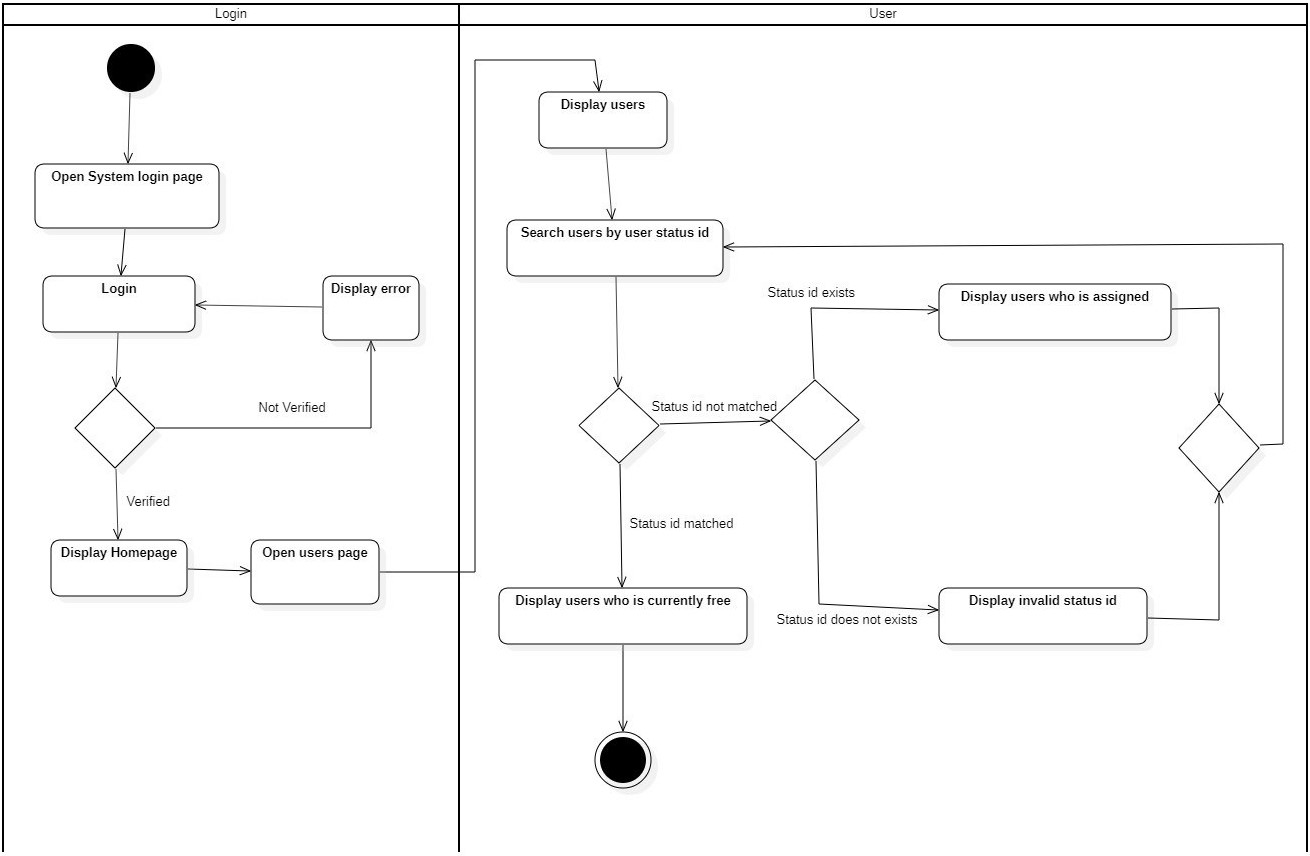 Login
User
Open System login page
Login
Display error
Not Verified
Verified
Display Homepage
Open users page
Display users
Search users by user status id
Status id exists
Display users who is assigned
Status id not matched
Status id matched
Display users who is currently free
Status id does not exists
Display invalid status id